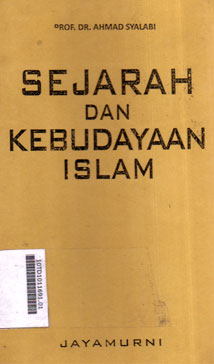 PROF. DR. AHMAD SYALABI
SEJARAH
DAN
KEBUDAYAAN
ISLAM
JAYAMURNI